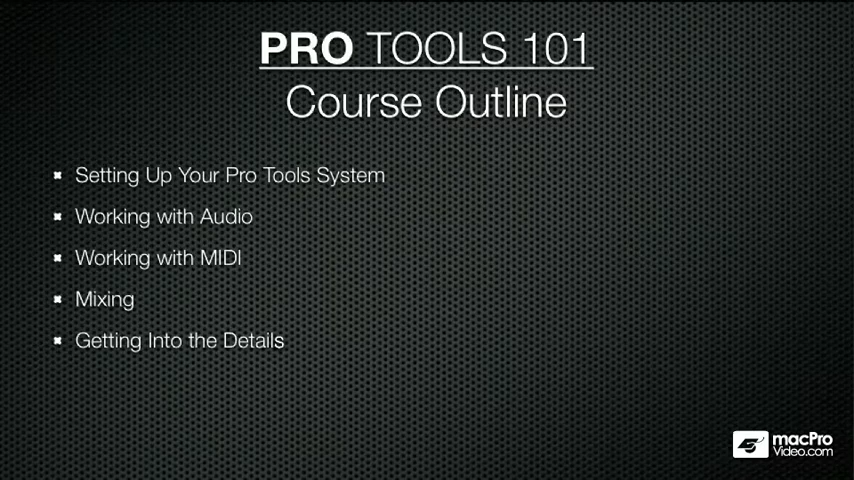 PRO TOOLS 101
Course Outline
Setting Up Your Pro Tools System
Working with Audio
Working with MIDI
Mixing
Getting Into the Details
macPro
Video.com